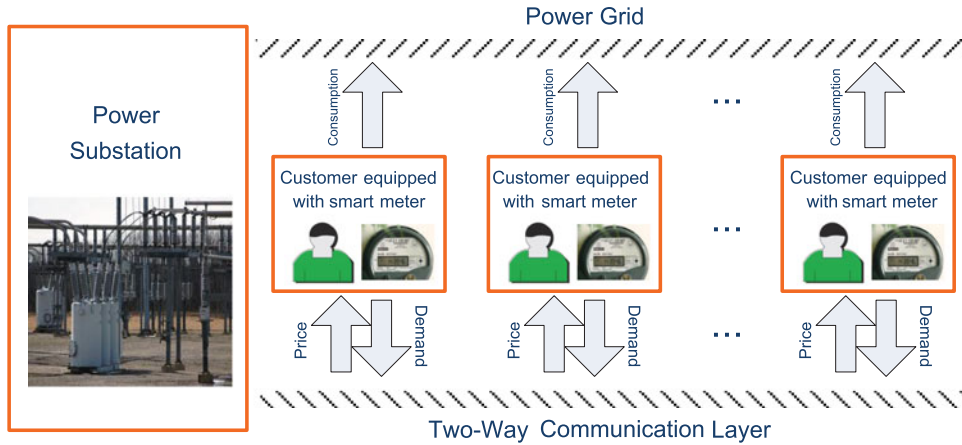 Power Grid
Power
Substation
Consumption
Consumption
...
Consumption
Customer equipped
with smart meter
Customer equipped
with smart meter
...
Customer equipped
with smart meter
Price
Demand
Price
Demand
...
Price
Demand
Two-Way Communication Layer